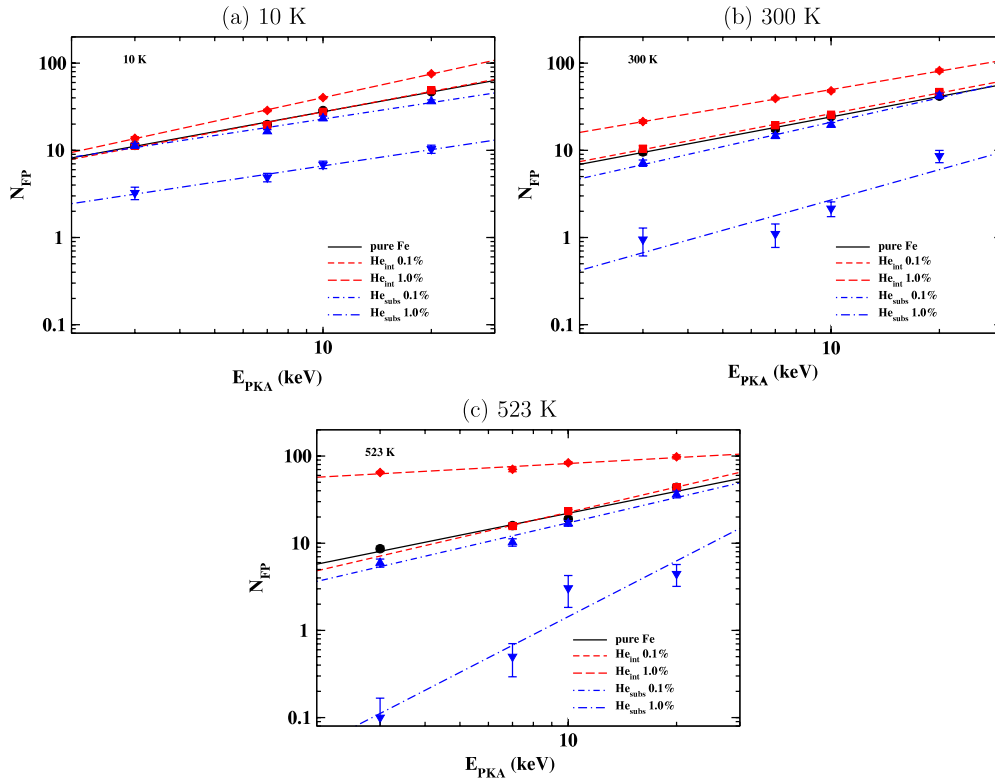 (a) 10 K
10 K
100
10
1
0.1
N_FP
pure Fe
He_int 0.1%
He_int 1.0%
He_subs 0.1%
He_subs 1.0%
10
E_PKA (keV)
(b) 300 K
300 K
100
10
1
0.1
N_FP
pure Fe
He_int 0.1%
He_int 1.0%
He_subs 0.1%
He_subs 1.0%
10
E_PKA (keV)
(c) 523 K
523 K
100
10
1
0.1
N_FP
pure Fe
He_int 0.1%
He_int 1.0%
He_subs 0.1%
He_subs 1.0%
10
E_PKA (keV)